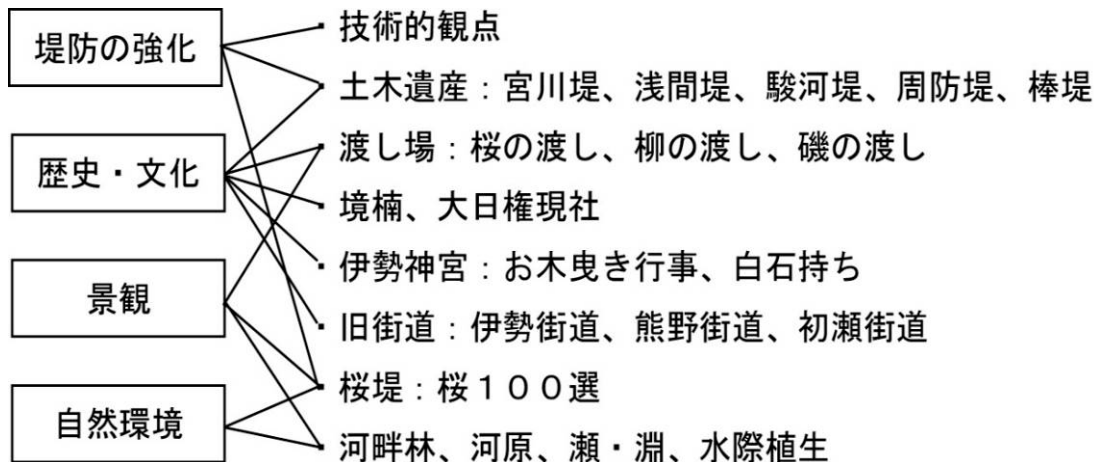 堤防の強化
歴史・文化
景観
自然環境
・技術的観点
・土木遺産：宮川堤、浅間堤、駿河堤、周防堤、棒堤
・渡し場：桜の渡し、柳の渡し、磯の渡し
・境楠、大日権現社
・伊勢神宮：お木曳き行事、白石持ち
・旧街道：伊勢街道、熊野街道、初瀬街道
・桜堤：桜１００選
・河畔林、河原、瀬・淵、水際植生